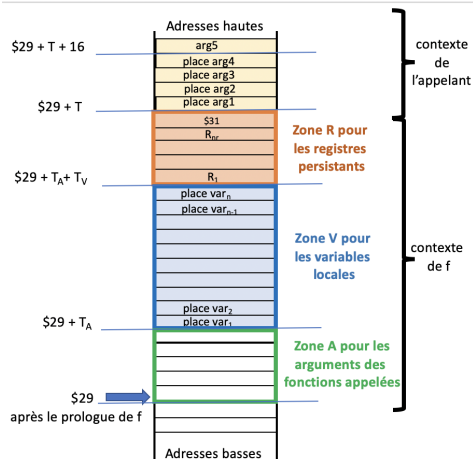 Adresses hautes
$29 + T + 16
arg5
place arg4
place arg3
place arg2
place arg1
contexte
de
l'appelant
$29 + T
$31
Rnr
R1
Zone R pour
les registres
persistants
$29 + TA+ TV
place varn
place varn-1
Zone V pour
les variables
locales
contexte
de f
place var2
place var1
$29 + TA
Zone A pour les
arguments des
fonctions appelées
$29
après le prologue de f
Adresses basses